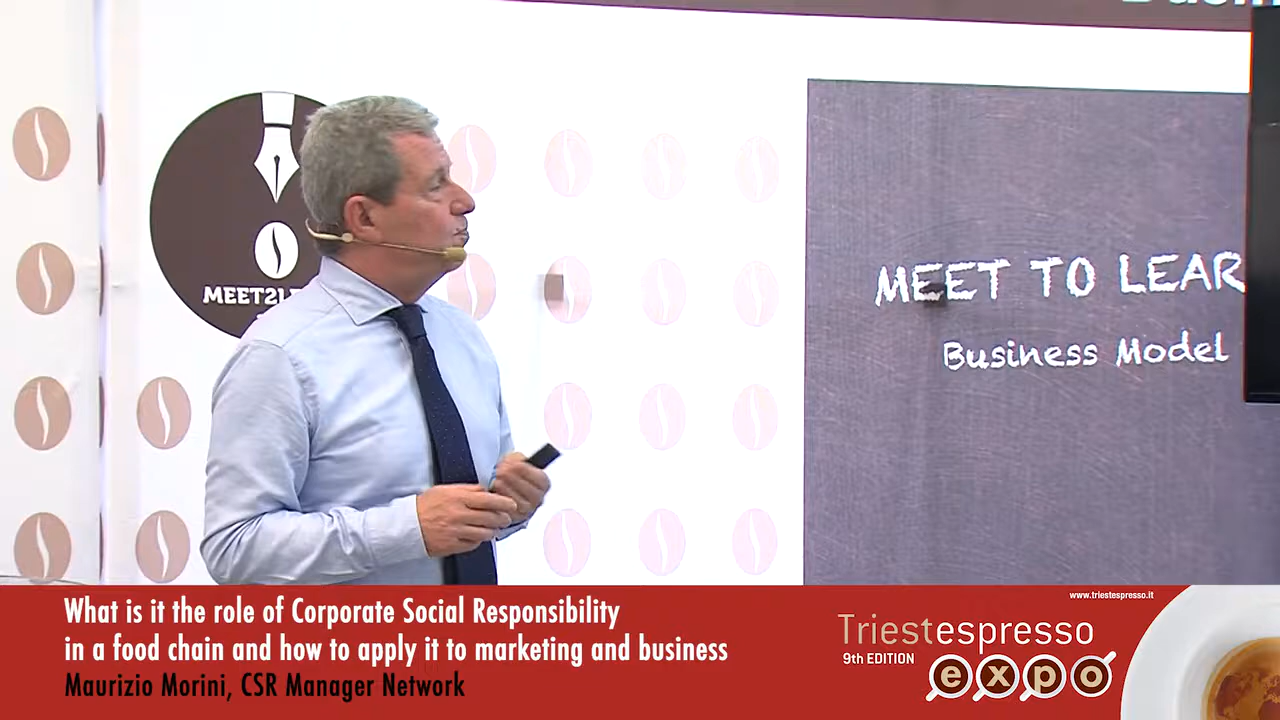 MEET2LE
MEET TO LEAR
Business Model
What is it the role of Corporate Social Responsibility
in a food chain and how to apply it to marketing and business
Maurizio Morini, CSR Manager Network
www.triestespresso.it
Triestespresso
9th EDITION
expo